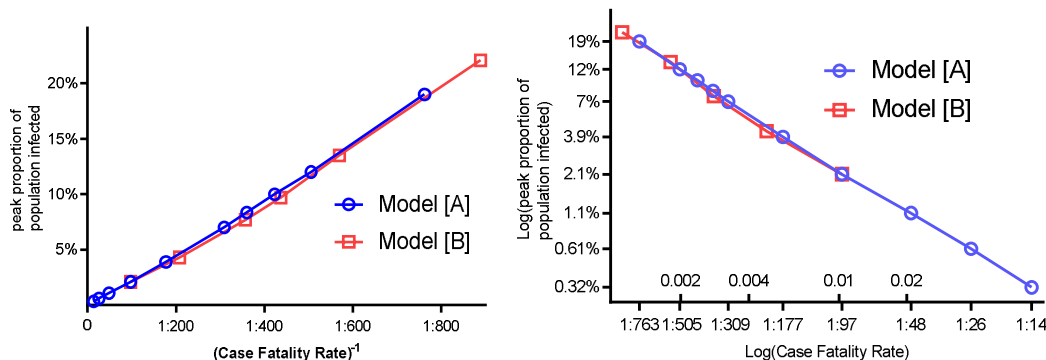 peak proportion of
population infected
20%
15%
10%
5%
0
1:200
1:400
1:600
1:800
(Case Fatality Rate)-1
Model [A]
Model [B]
Log(peak proportion of
population infected)
19%
12%
7%
3.9%
2.1%
1.1%
0.61%
0.32%
Model [A]
Model [B]
0.002
0.004
0.01
0.02
1:763
1:505
1:309
1:177
1:97
1:48
1:26
1:14
Log(Case Fatality Rate)